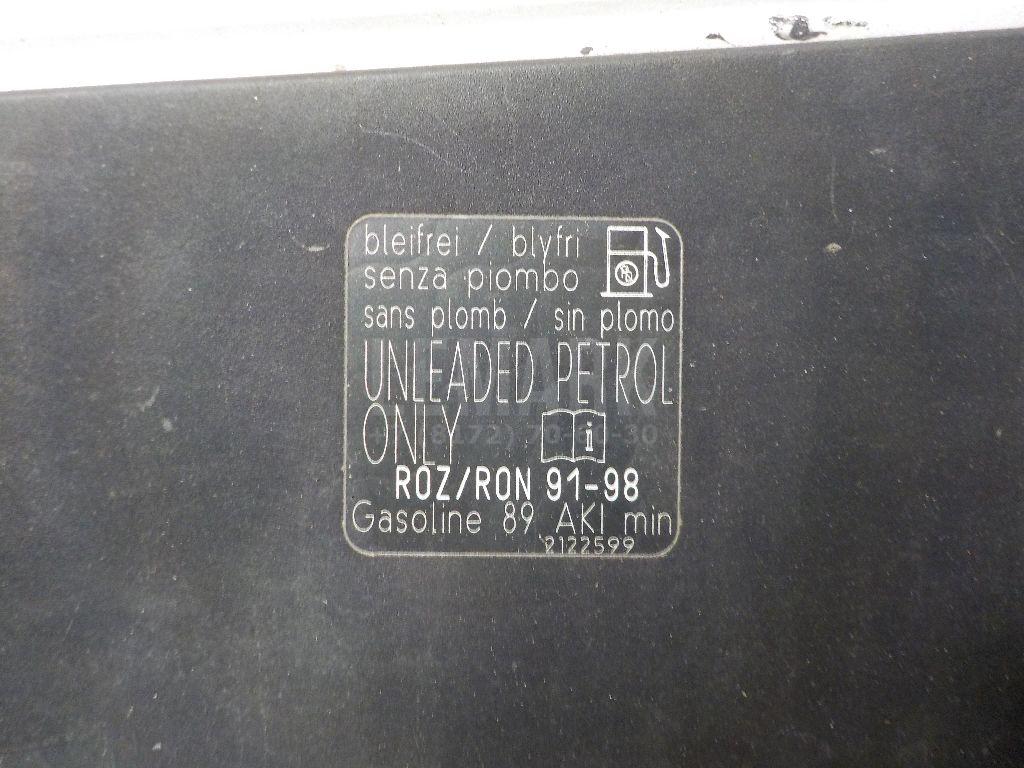 bleifrei / blyfri
senza piombo
sans plomb / sin plomo
UNLEADED PETROL
ONLY
i
ROZ/RON 91-98
Gasoline 89 AKI min
2122599